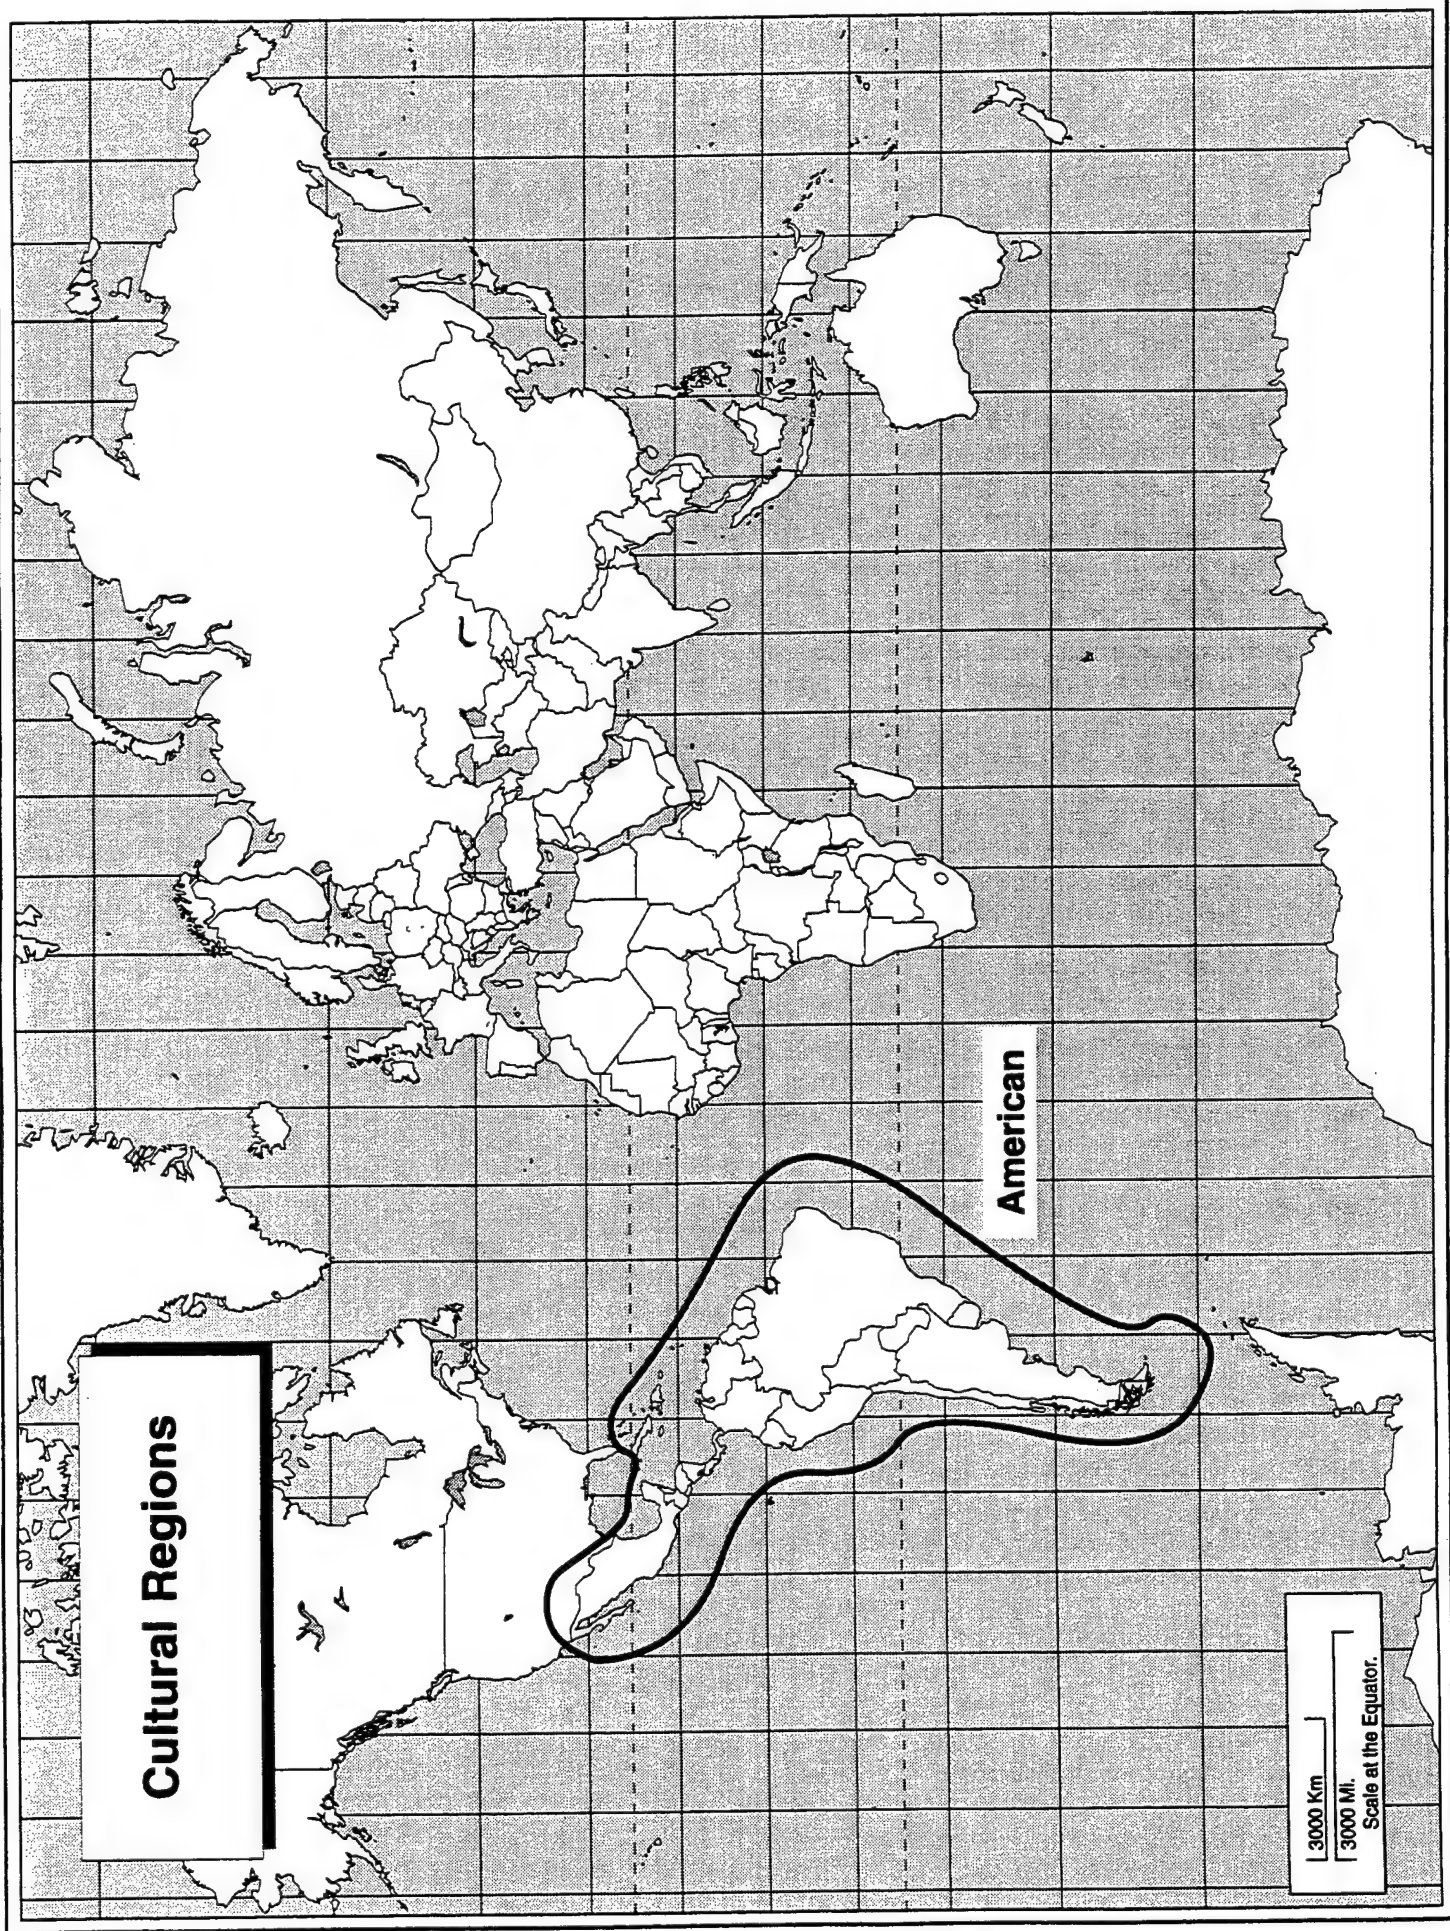 Cultural Regions
American
3000 Km
3000 Mi.
Scale at the Equator.